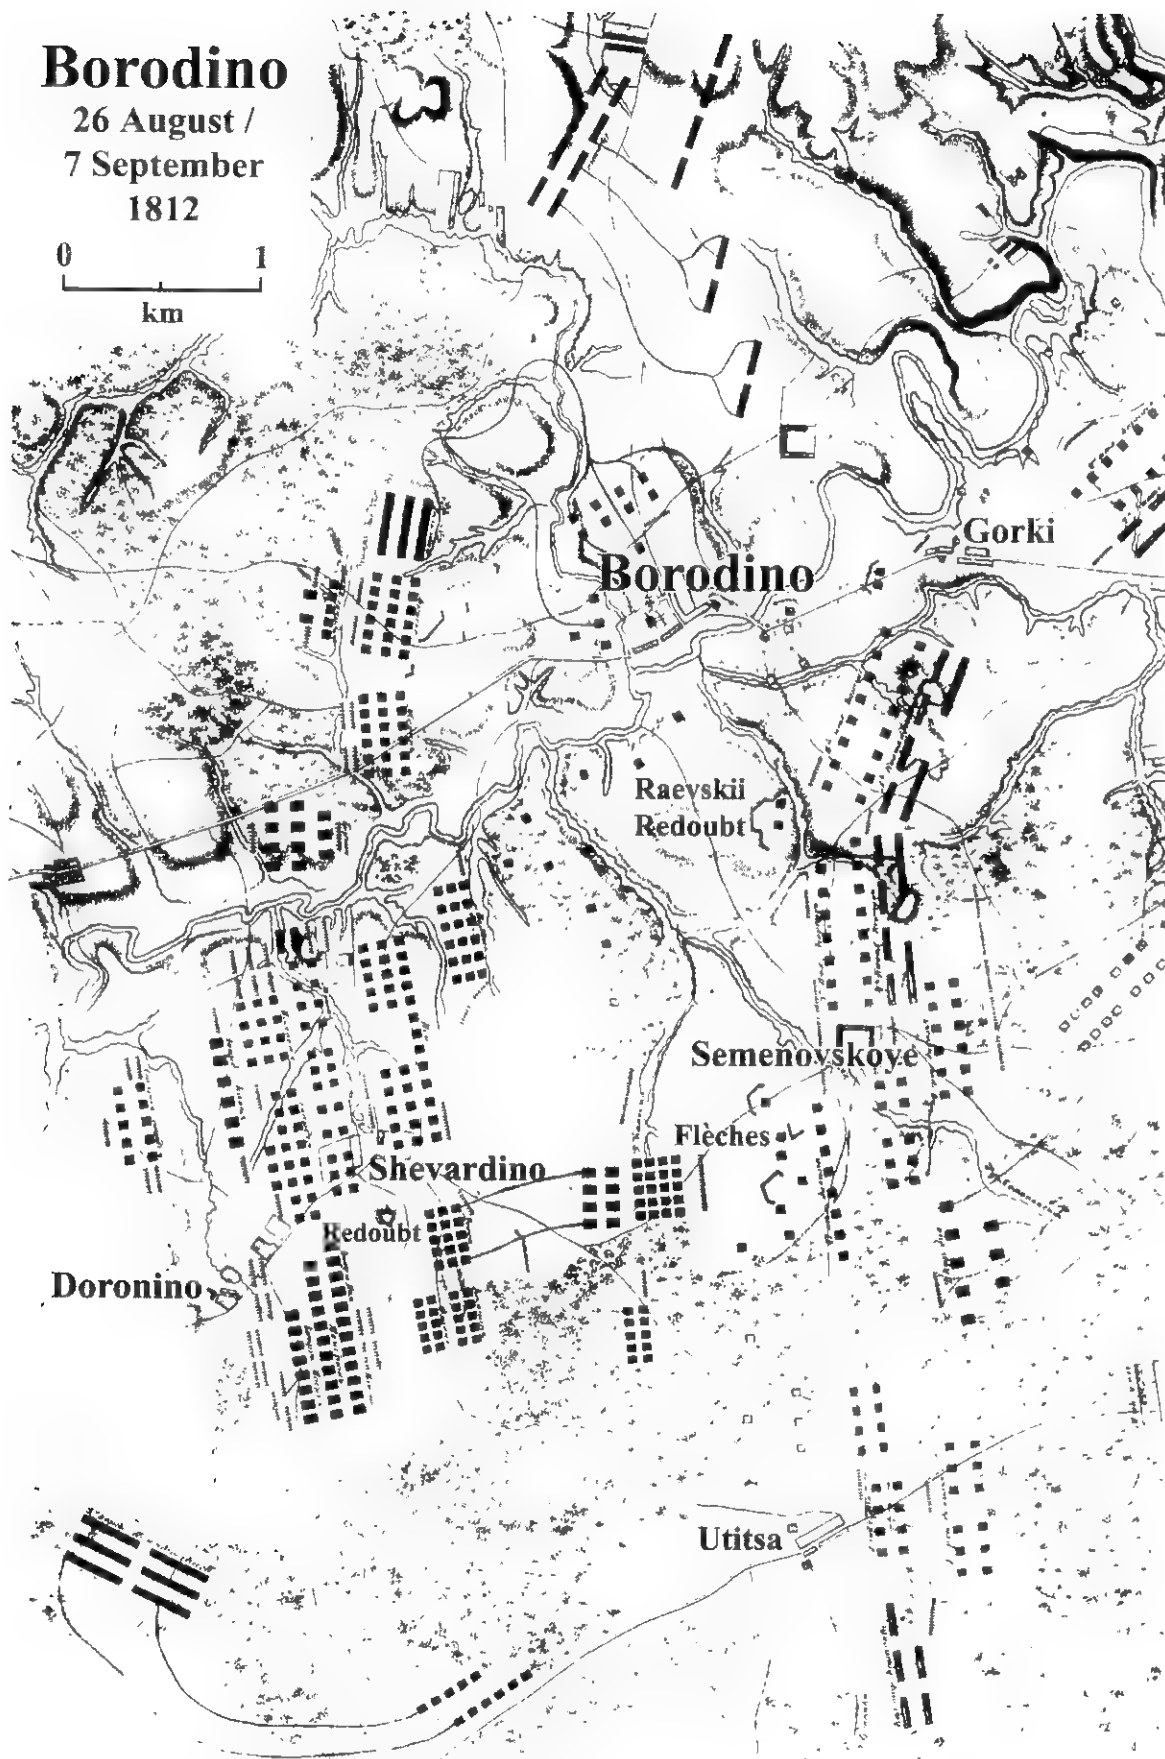 Borodino
26 August /
7 September
1812
0 1
km
Gorki
Borodino
Raevskii
Redoubt
Semenovskoye
Flèches
Shevardino
Redoubt
Doronino
Utitsa